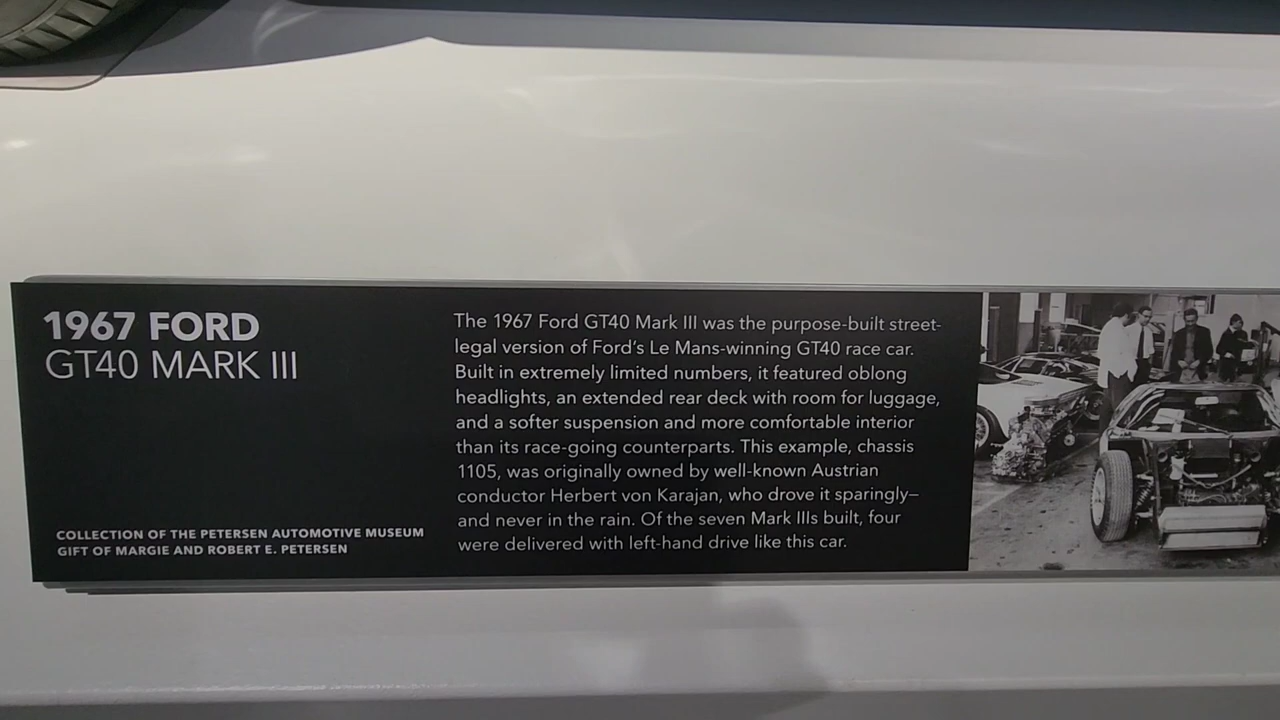 1967 FORD
GT40 MARK III
The 1967 Ford GT40 Mark III was the purpose-built street-
legal version of Ford's Le Mans-winning GT40 race car.
Built in extremely limited numbers, it featured oblong
headlights, an extended rear deck with room for luggage,
and a softer suspension and more comfortable interior
than its race-going counterparts. This example, chassis
1105, was originally owned by well-known Austrian
conductor Herbert von Karajan, who drove it sparingly—
and never in the rain. Of the seven Mark IIIs built, four
were delivered with left-hand drive like this car.
COLLECTION OF THE PETERSEN AUTOMOTIVE MUSEUM
GIFT OF MARGIE AND ROBERT E. PETERSEN